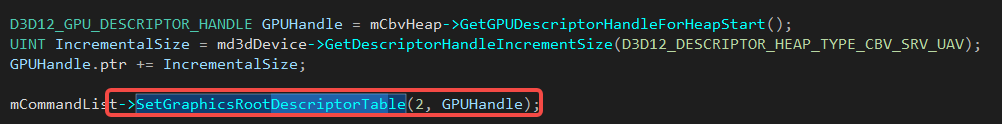 D3D12_GPU_DESCRIPTOR_HANDLE GPUHandle = mCbvHeap->GetGPUDescriptorHandleForHeapStart();
UINT IncrementalSize = md3dDevice->GetDescriptorHandleIncrementSize(D3D12_DESCRIPTOR_HEAP_TYPE_CBV_SRV_UAV);
GPUHandle.ptr += IncrementalSize;
mCommandList->SetGraphicsRootDescriptorTable(2, GPUHandle);